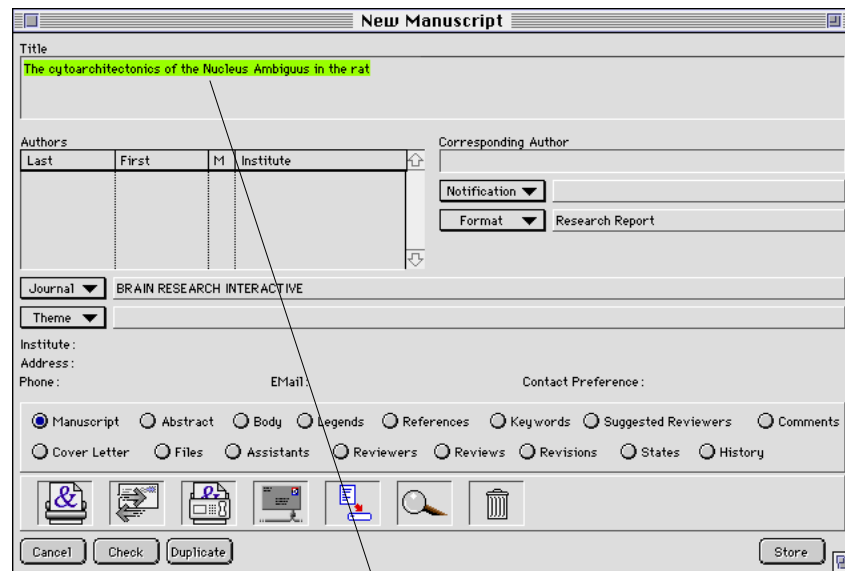 New Manuscript
Title
The cytoarchitectonics of the Nucleus Ambiguus in the rat
Authors
Corresponding Author
Last First M Institute
Notification
Format Research Report
Journal BRAIN RESEARCH INTERACTIVE
Theme
Institute:
Address:
Phone: EMail: Contact Preference:
Manuscript Abstract Body Legends References Keywords Suggested Reviewers Comments
Cover Letter Files Assistants Reviewers Reviews Revisions States History
& &
Cancel Check Duplicate Store